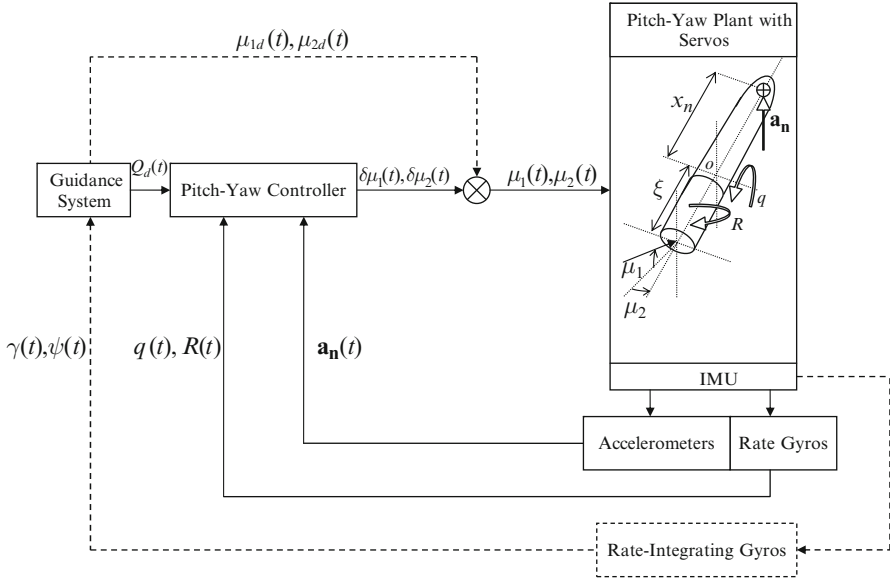 Pitch-Yaw Plant with
Servos
μ₁d(t), μ₂d(t)
xₙ
aₙ
Q_d(t)
Guidance
System
Pitch-Yaw Controller
δμ₁(t),δμ₂(t)
μ₁(t),μ₂(t)
o
ξ
q
R
μ₁
μ₂
γ(t),ψ(t)
q(t), R(t)
aₙ(t)
IMU
Accelerometers
Rate Gyros
Rate-Integrating Gyros